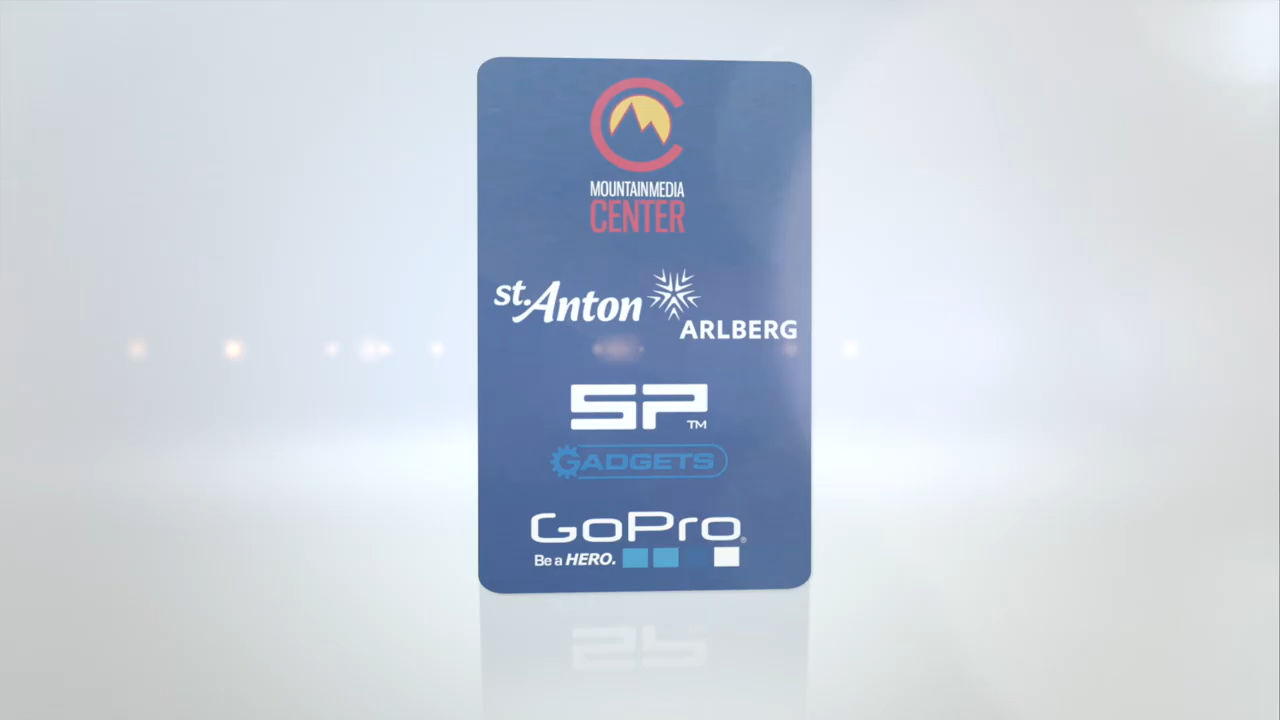 MOUNTAINMEDIA
CENTER
st.Anton
ARLBERG
SP™
GADGETS
GoPro®
Be a HERO.